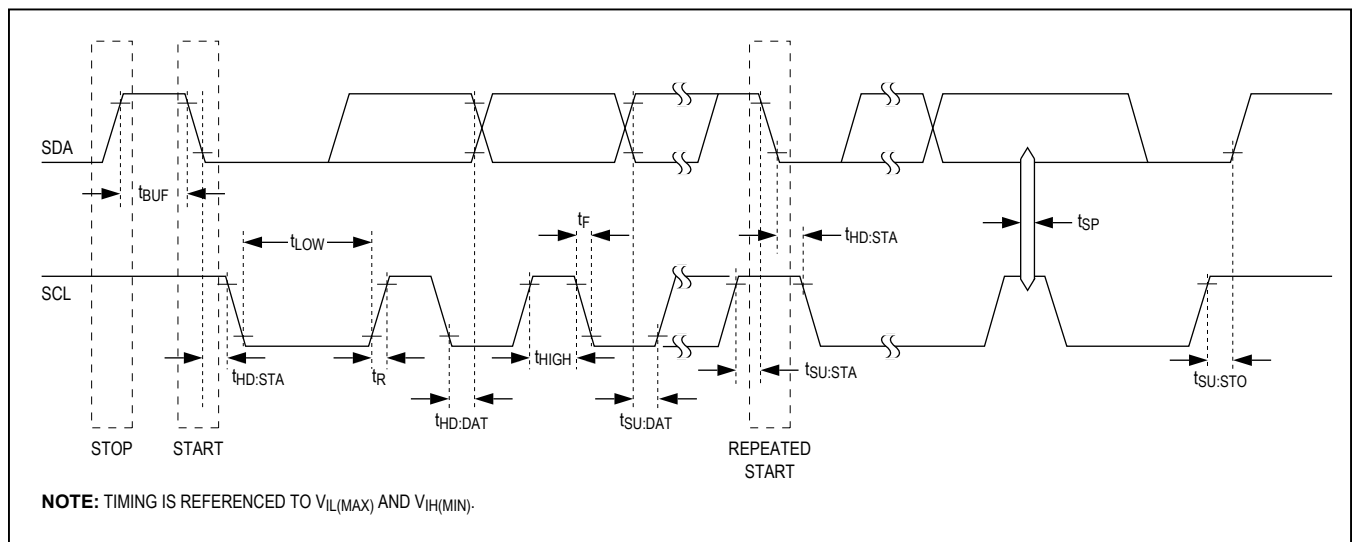 SDA
tBUF
tF
tSP
tLOW
tHD:STA
SCL
tHD:STA
tR
tHIGH
tSU:STA
tSU:STO
tHD:DAT
tSU:DAT
STOP
START
REPEATED
START
NOTE: TIMING IS REFERENCED TO VIL(MAX) AND VIH(MIN).